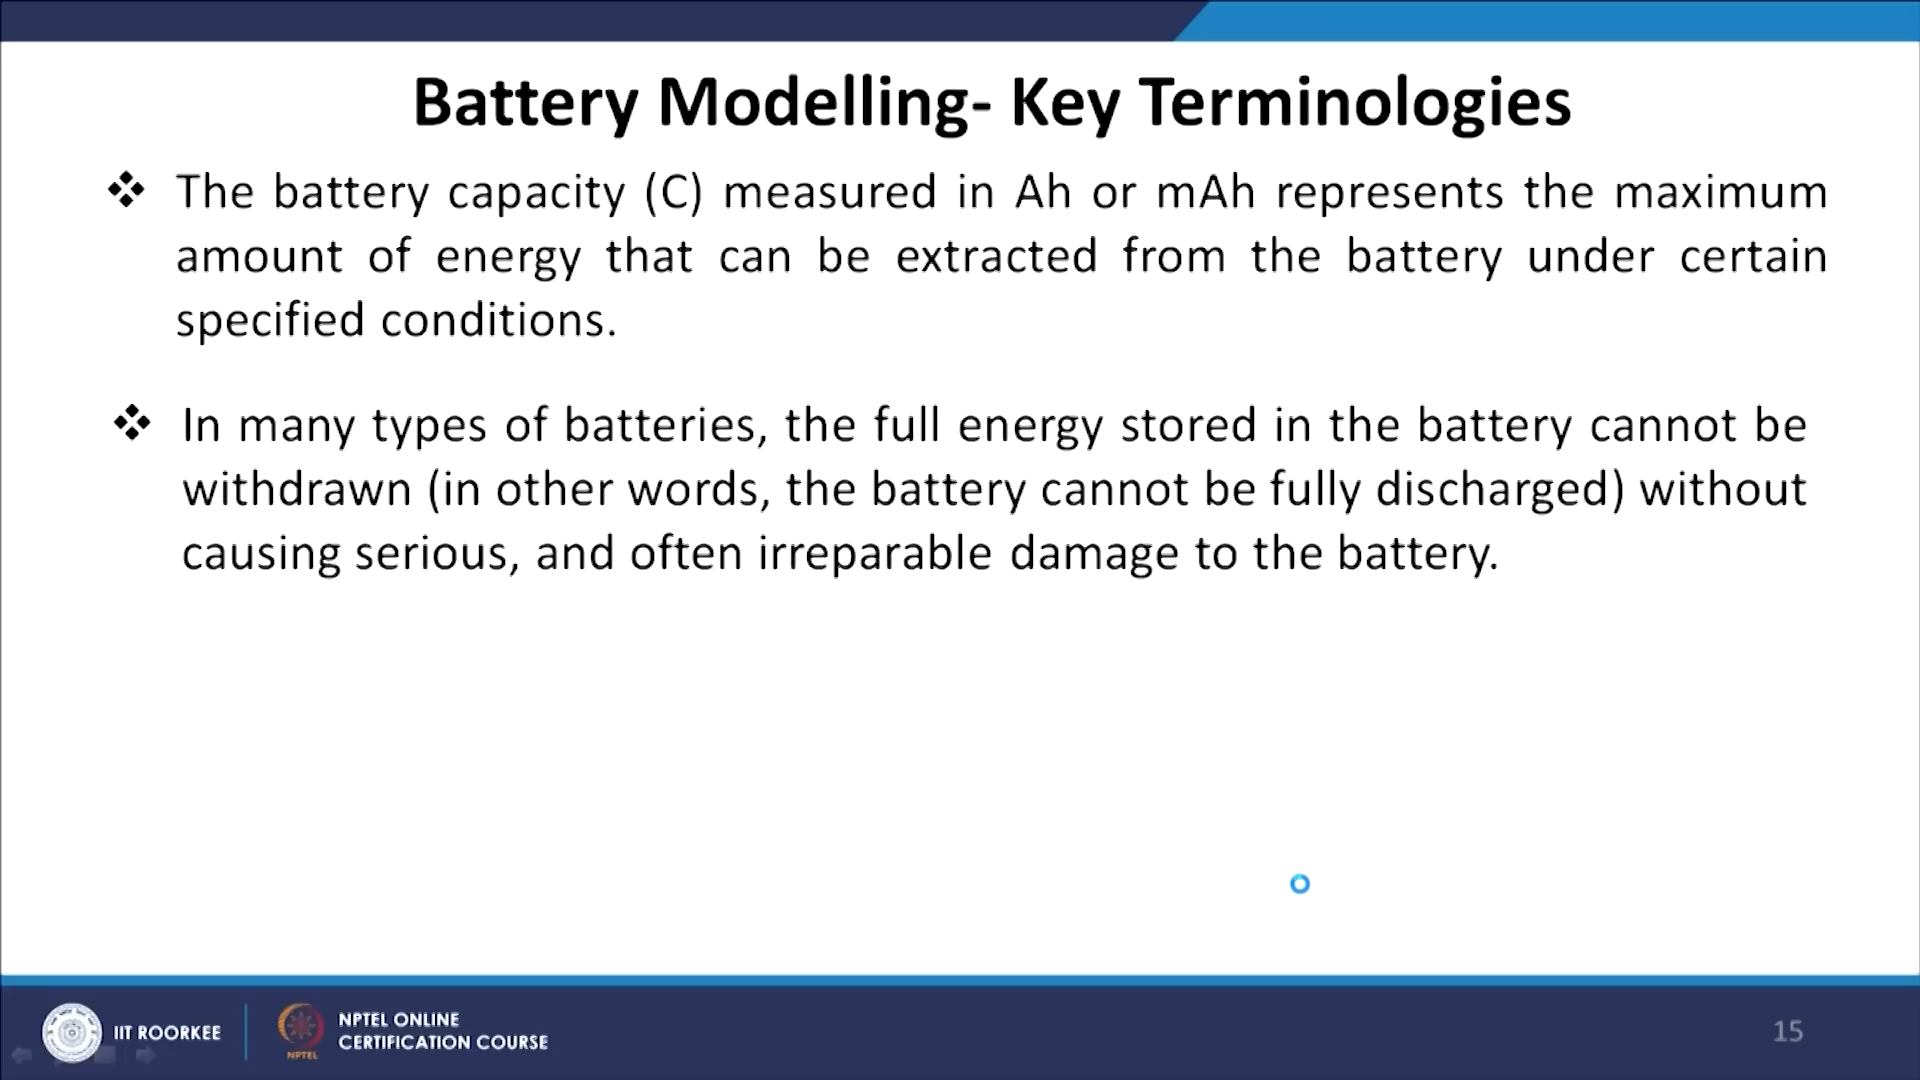 Battery Modelling- Key Terminologies
The battery capacity (C) measured in Ah or mAh represents the maximum
amount of energy that can be extracted from the battery under certain
specified conditions.
In many types of batteries, the full energy stored in the battery cannot be
withdrawn (in other words, the battery cannot be fully discharged) without
causing serious, and often irreparable damage to the battery.
IIT ROORKEE
NPTEL
NPTEL ONLINE
CERTIFICATION COURSE
15